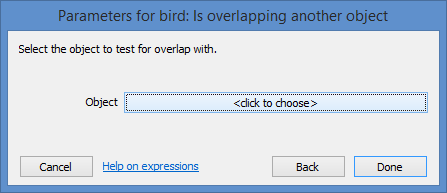 Parameters for bird: Is overlapping another object
Select the object to test for overlap with.
Object <click to choose>
Cancel Help on expressions Back Done